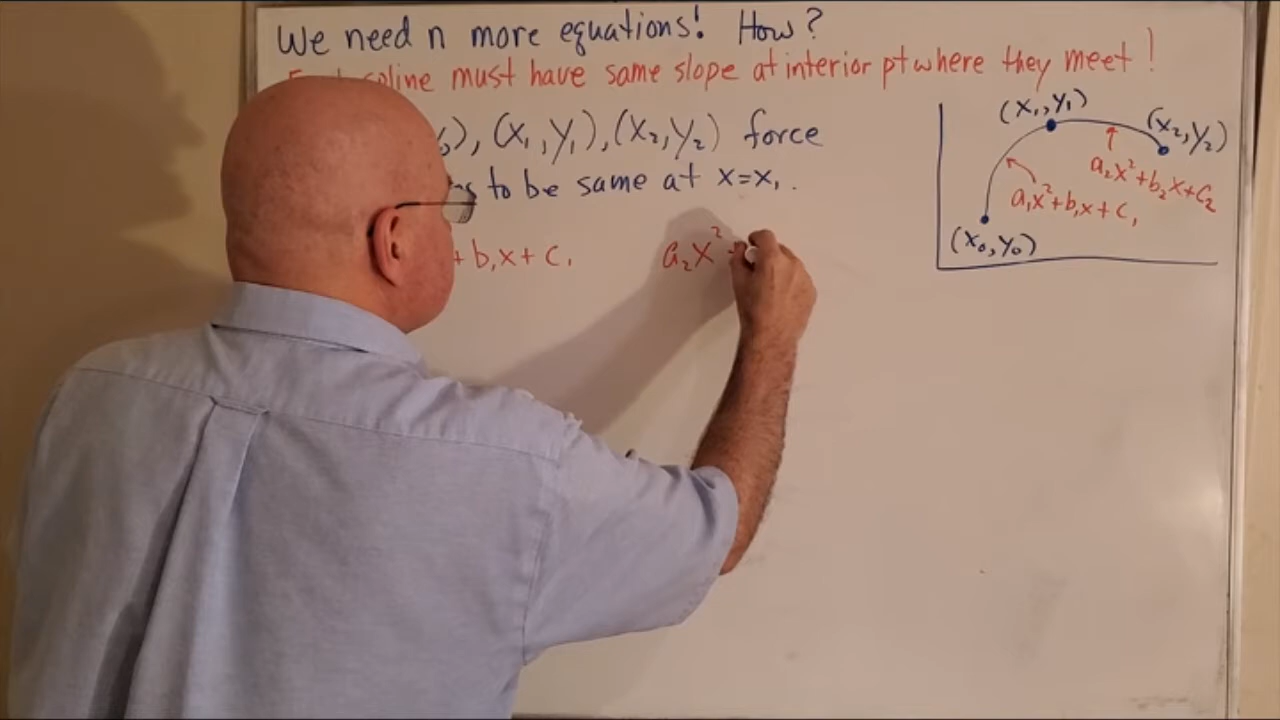 We need n more equations! How?
must have same slope at interior pt where they meet!
), (x₁,y₁), (x₂,y₂) force
to be same at x=x₁.
+ b₁x + c₁
a₂x²
(x₁,y₁)
(x₂,y₂)
a₂x²+b₂x+c₂
a₁x²+b₁x+c₁
(x₀,y₀)